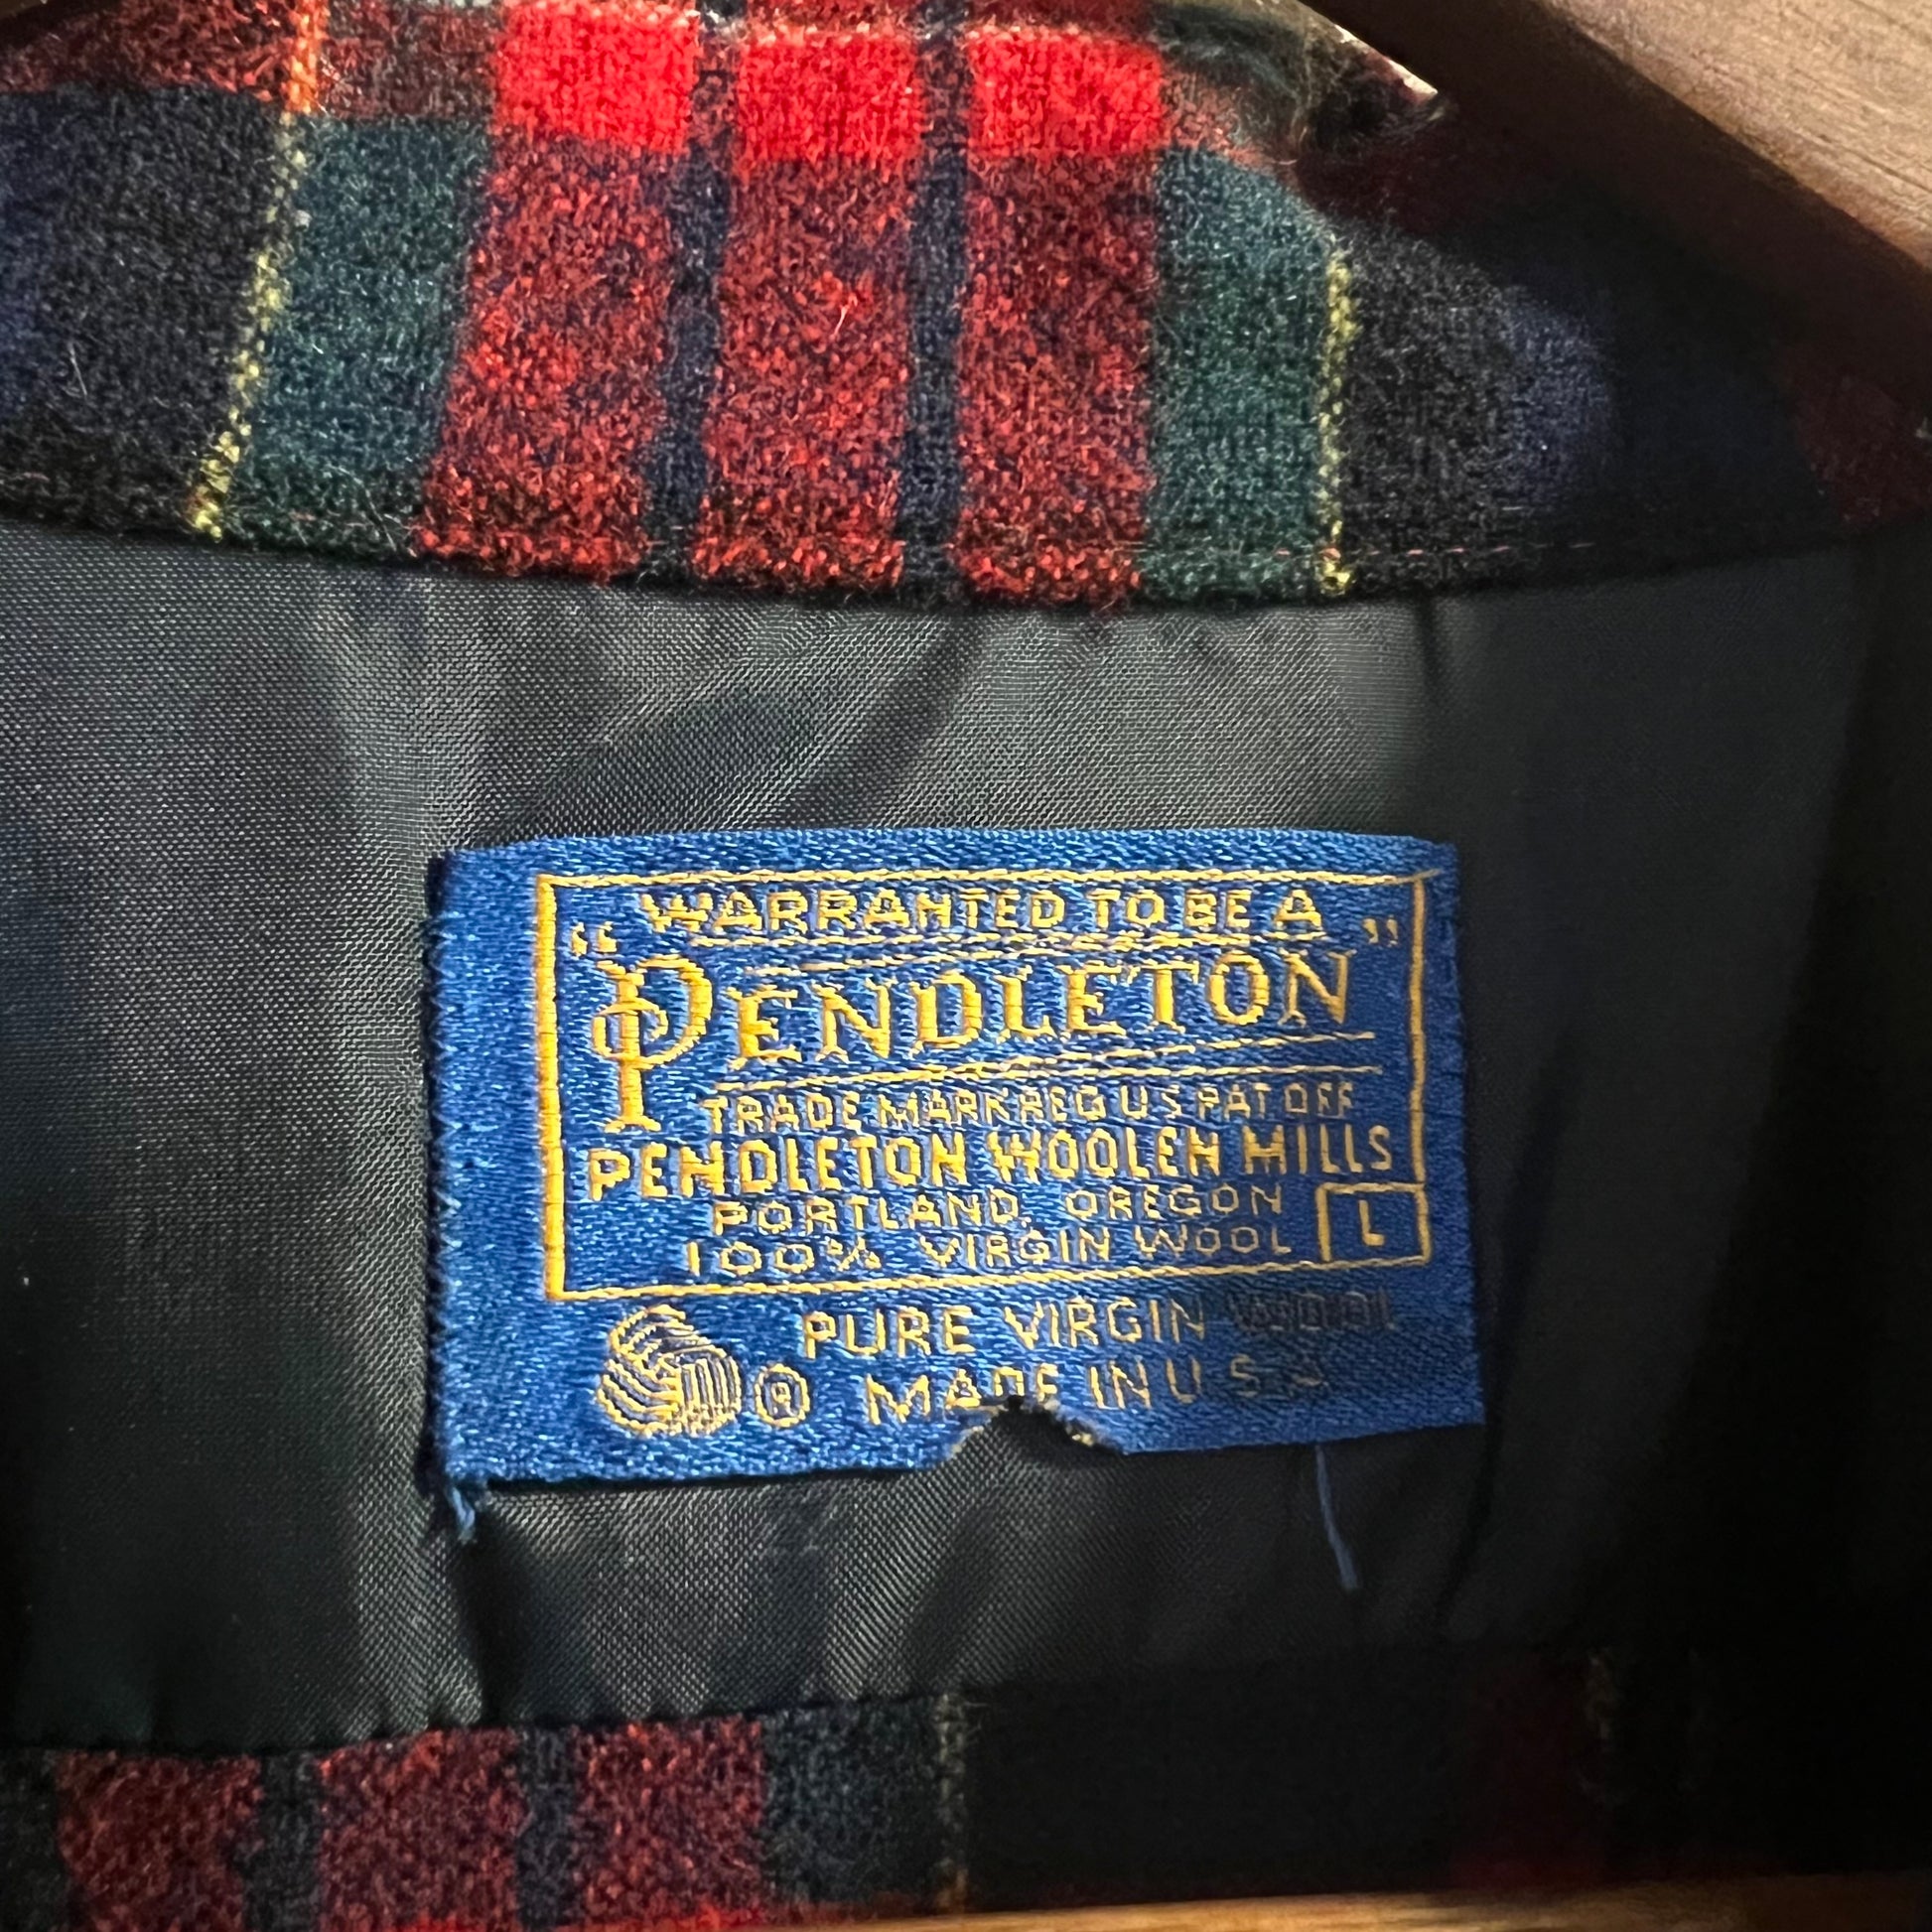 WARRANTED TO BE A
"PENDLETON"
TRADE MARK REG U S PAT OFF
PENDLETON WOOLEN MILLS
PORTLAND, OREGON
100% VIRGIN WOOL L
PURE VIRGIN WOOL
® MADE IN U S A